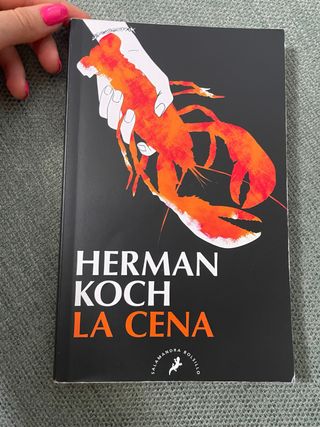 HERMAN
KOCH
LA CENA
SALAMANDRA BOLSILLO